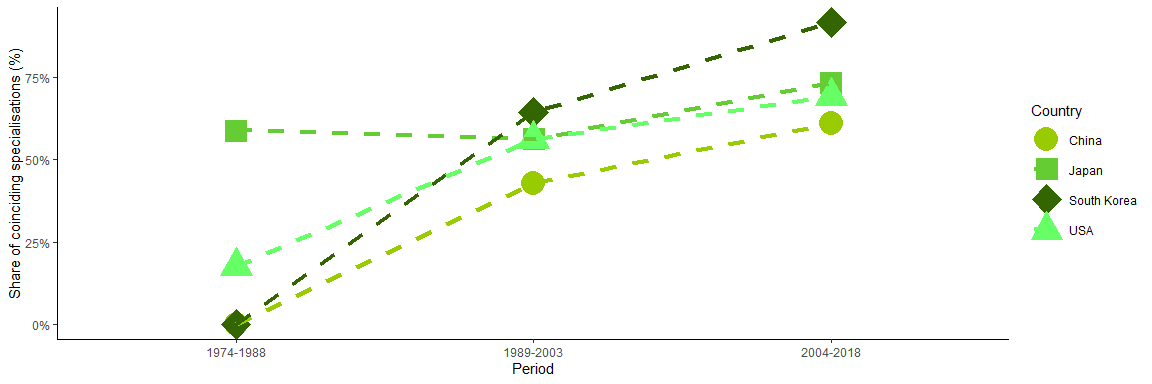 Share of coinciding specialisations (%)
75%
50%
25%
0%
1974-1988
1989-2003
2004-2018
Period
Country
China
Japan
South Korea
USA